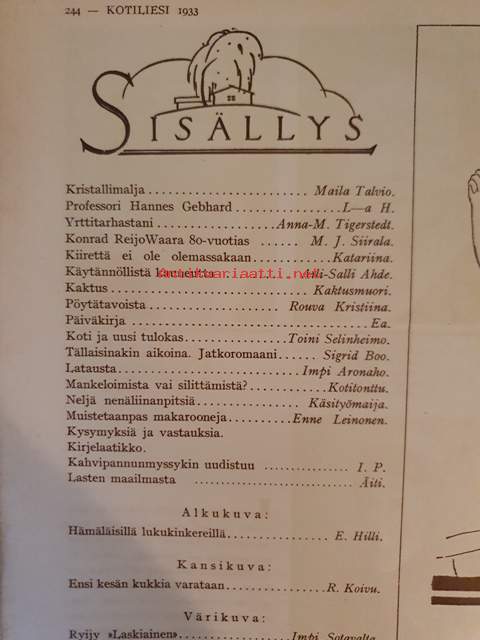 244 — KOTILIESI 1933
SISÄLLYS
Kristallimalja . . . . . . . . . . . . . . . . . . . . . . . Maila Talvio.
Professori Hannes Gebhard . . . . . . . . . . . . . . . L—a H.
Yrttitarhastani . . . . . . . . . . . . . . . . Anna-M. Tigerstedt.
Konrad ReijoWaara 80-vuotias . . . . . . M. J. Siirala.
Kiirettä ei ole olemassakaan . . . . . . . . . . . Katariina.
Käytännöllistä kauneutta . . . . . . . . -Salli Ahde.
Kaktus . . . . . . . . . . . . . . . . . . . . . . . . . . Kaktusmuori.
Pöytätavoista . . . . . . . . . . . . . . . . . . Rouva Kristiina.
Päiväkirja . . . . . . . . . . . . . . . . . . . . . . . . . . . . . . Ea.
Koti ja uusi tulokas . . . . . . . . . . . . . . . Toini Selinheimo.
Tällaisinakin aikoina. Jatkoromaani . . . . . . Sigrid Boo.
Latausta . . . . . . . . . . . . . . . . . . . . . . . Impi Aronaho.
Mankeloimista vai silittämistä? . . . . . . . . . . Kotitonttu.
Neljä nenäliinanpitsiä . . . . . . . . . . . . . . . Käsityömaija.
Muistetaanpas makarooneja . . . . . . . . . Enne Leinonen.
Kysymyksiä ja vastauksia.
Kirjelaatikko.
Kahvipannunmyssykin uudistuu . . . . . . . . . . . I. P.
Lasten maailmasta . . . . . . . . . . . . . . . . . . . . . Äiti.
Alkukuva:
Hämäläisillä lukukinkereillä . . . . . . . . . . . . . . . E. Hilli.
Kansikuva:
Ensi kesän kukkia varataan . . . . . . . . . . . . . . R. Koivu.
Värikuva:
Ryijy »Laskiainen» . . . . . . . . . . . . . . . Impi Sotavalta.